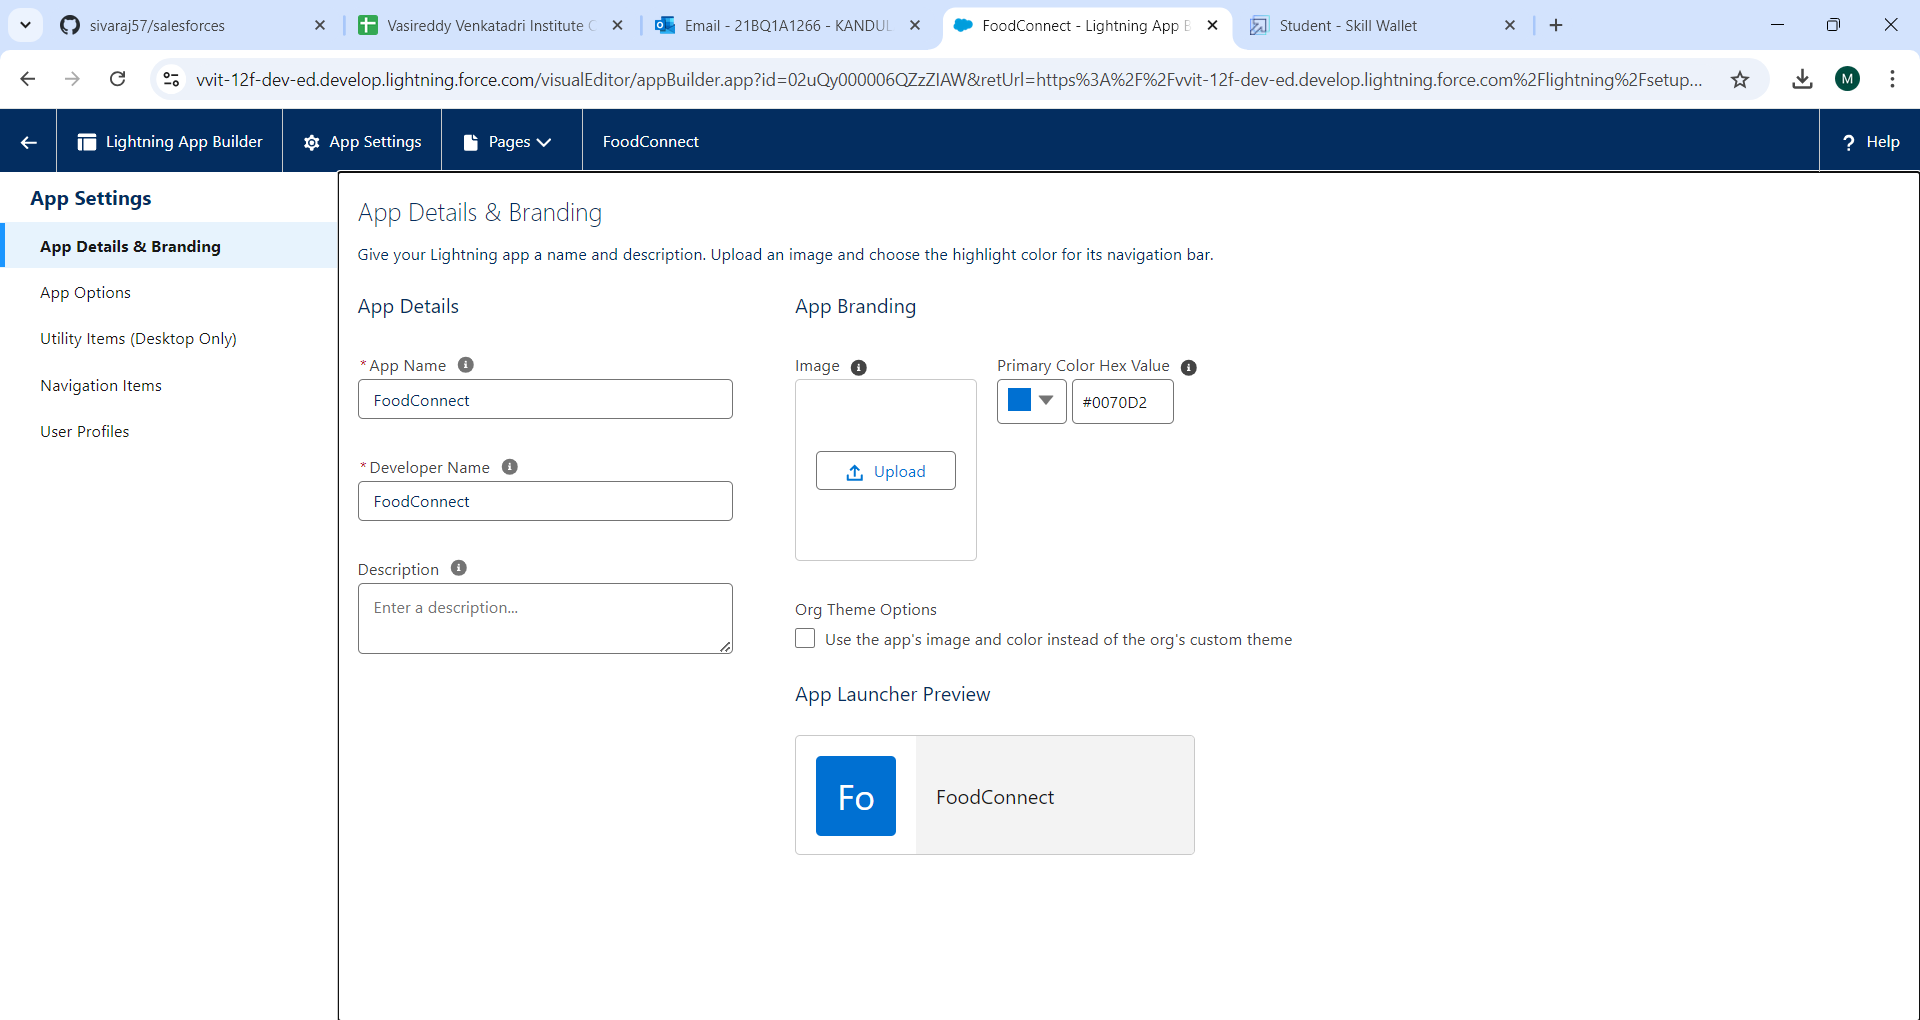 sivaraj57/salesforces
Vasireddy Venkatadri Institute
Email - 21BQ1A1266 - KANDUL
FoodConnect - Lightning App B
Student - Skill Wallet
vvit-12f-dev-ed.develop.lightning.force.com/visualEditor/appBuilder.app?id=02uQy000006QZzZIAW&retUrl=https%3A%2F%2Fvvit-12f-dev-ed.develop.lightning.force.com%2Flightning%2Fsetup...
M
Lightning App Builder
App Settings
Pages
FoodConnect
? Help
App Settings
App Details & Branding
App Options
Utility Items (Desktop Only)
Navigation Items
User Profiles
App Details & Branding
Give your Lightning app a name and description. Upload an image and choose the highlight color for its navigation bar.
App Details
*App Name
FoodConnect
*Developer Name
FoodConnect
Description
Enter a description...
App Branding
Image
Upload
Primary Color Hex Value
#0070D2
Org Theme Options
Use the app's image and color instead of the org's custom theme
App Launcher Preview
Fo
FoodConnect